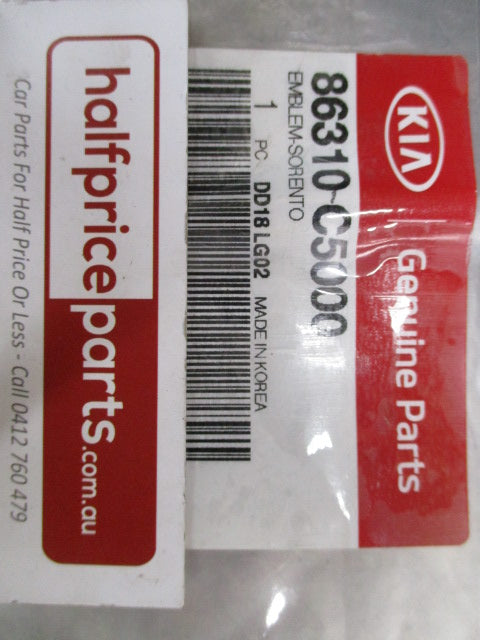 KIA
Genuine Parts
86310-C5000
EMBLEM-SORENTO
1 PC DD18 LG02 MADE IN KOREA
halfpriceparts.com.au
Car Parts For Half Price Or Less - Call 0412 760 479